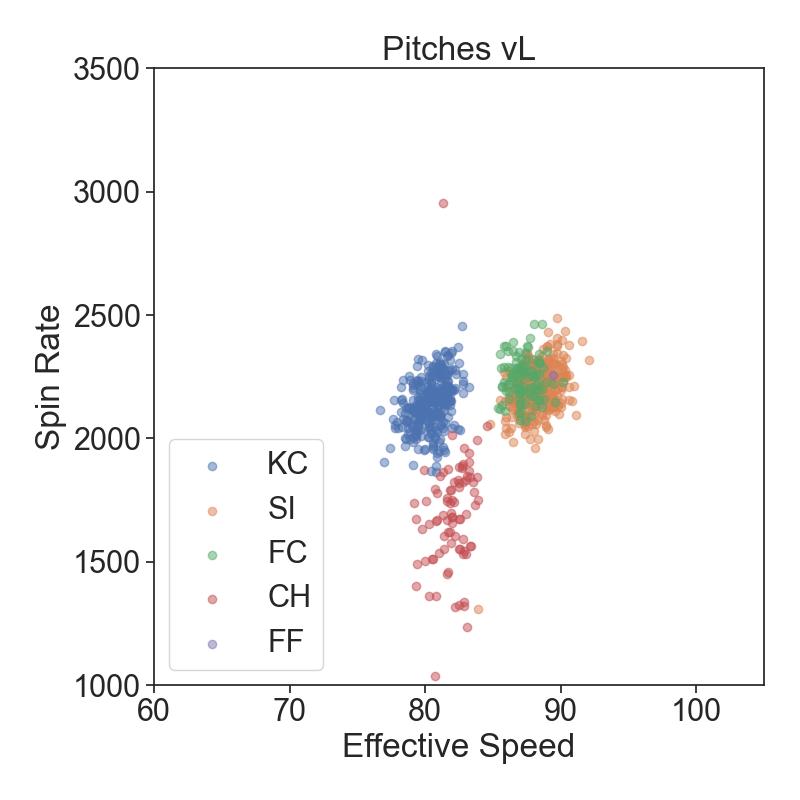 Pitches vL
3500
3000
2500
2000
1500
1000
Spin Rate
KC
SI
FC
CH
FF
60 70 80 90 100
Effective Speed